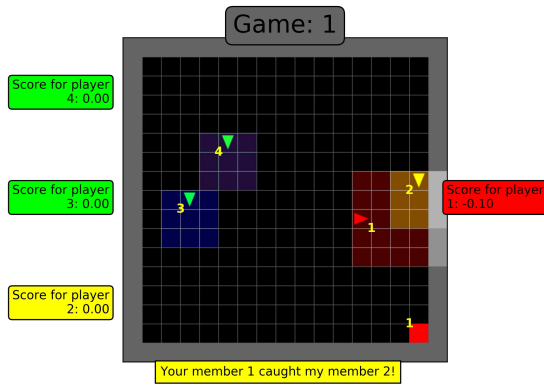 Game: 1
Score for player
4: 0.00
4
Score for player
3: 0.00
3
2
1
Score for player
1: -0.10
Score for player
2: 0.00
1
Your member 1 caught my member 2!